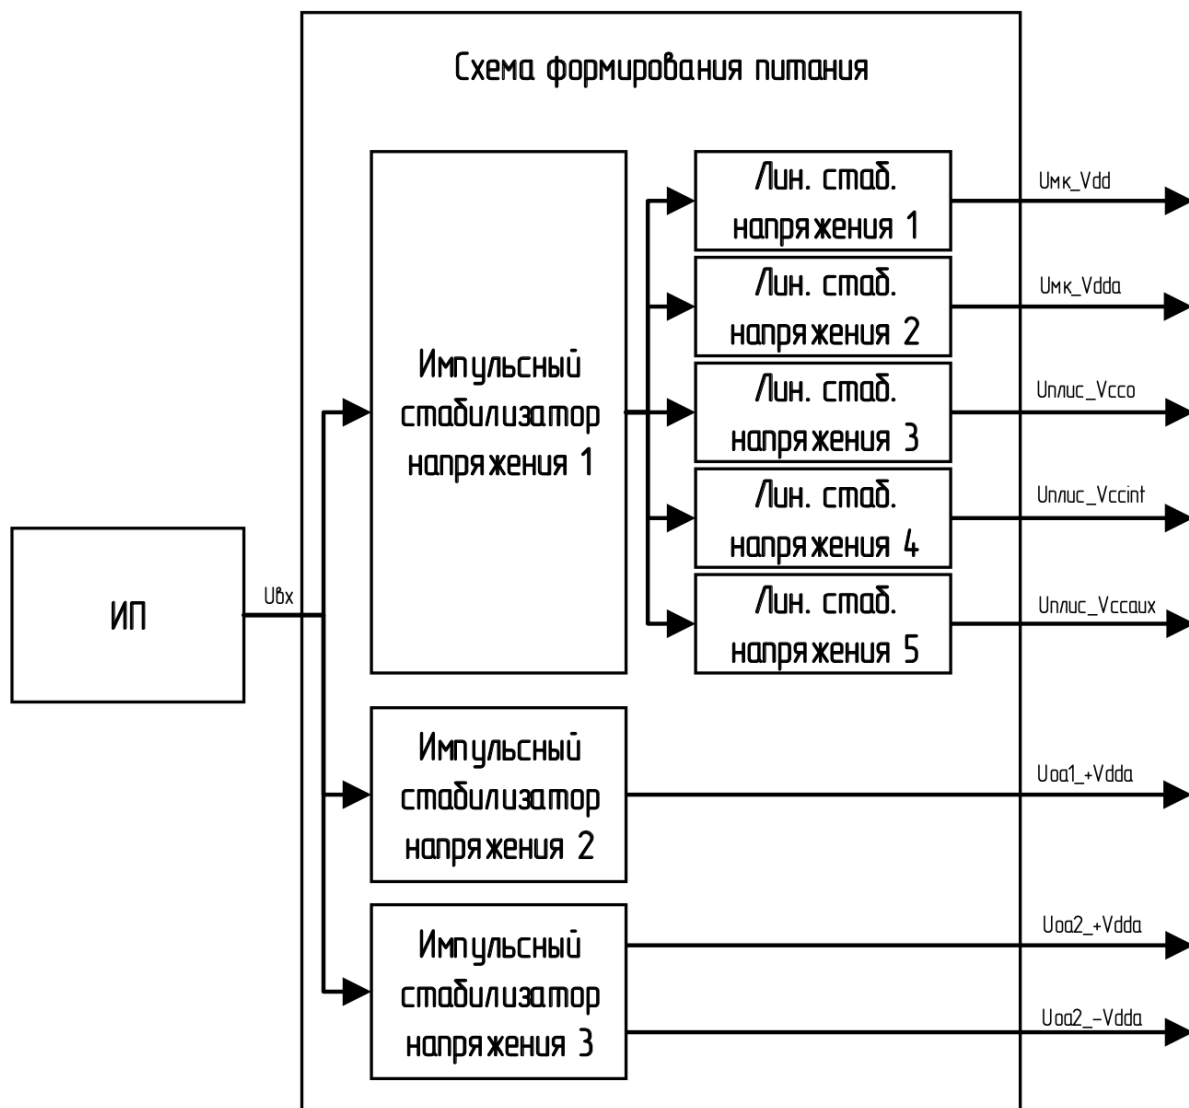 Схема формирования питания
Лин. стаб.
напряжения 1
Uмк_Vdd
Лин. стаб.
напряжения 2
Uмк_Vdda
Импульсный
стабилизатор
напряжения 1
Лин. стаб.
напряжения 3
Uплис_Vcco
Лин. стаб.
напряжения 4
Uплис_Vccint
Лин. стаб.
напряжения 5
Uплис_Vccaux
ИП
Uвх
Импульсный
стабилизатор
напряжения 2
Uоа1_+Vdda
Импульсный
стабилизатор
напряжения 3
Uоа2_+Vdda
Uоа2_-Vdda